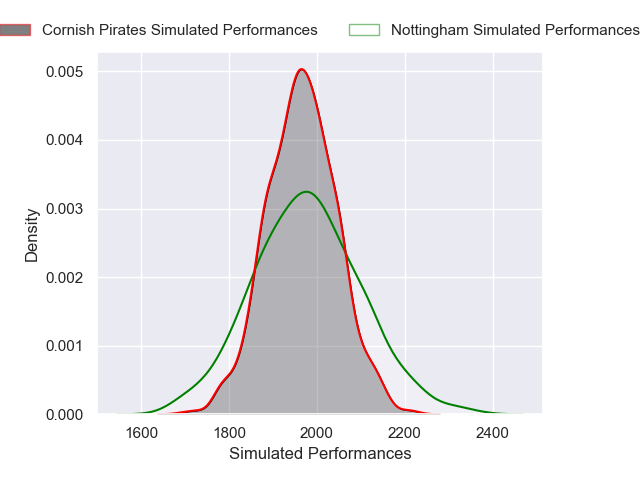 Cornish Pirates Simulated Performances Nottingham Simulated Performances
0.005
0.004
0.003
0.002
0.001
0.000
Density
1600 1800 2000 2200 2400
Simulated Performances